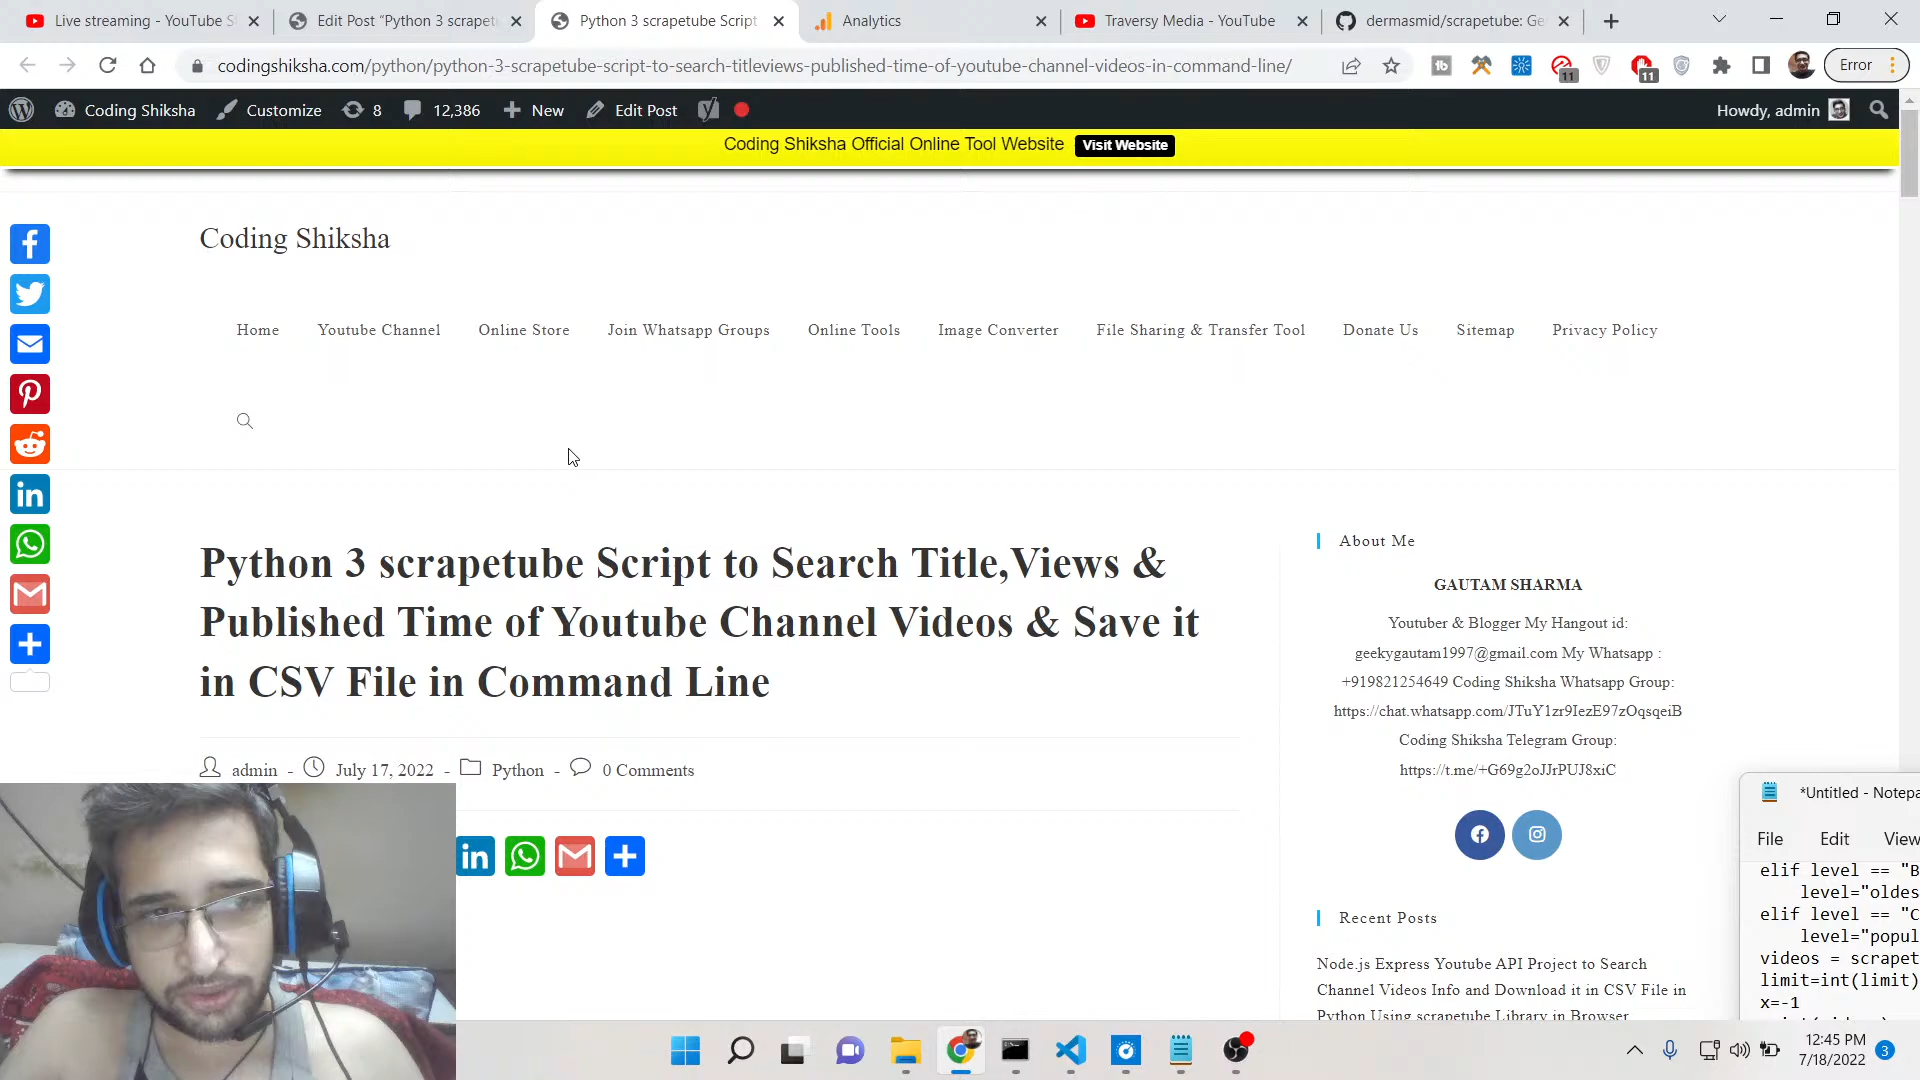 Live streaming - YouTube S
Edit Post “Python 3 scrapetu
Python 3 scrapetube Script
Analytics
Traversy Media - YouTube
dermasmid/scrapetube: Ge
codingshiksha.com/python/python-3-scrapetube-script-to-search-titleviews-published-time-of-youtube-channel-videos-in-command-line/
11
11
Error
Coding Shiksha
Customize
8
12,386
New
Edit Post
Howdy, admin
Coding Shiksha Official Online Tool Website
Visit Website
Coding Shiksha
Home
Youtube Channel
Online Store
Join Whatsapp Groups
Online Tools
Image Converter
File Sharing & Transfer Tool
Donate Us
Sitemap
Privacy Policy
Python 3 scrapetube Script to Search Title,Views &
Published Time of Youtube Channel Videos & Save it
in CSV File in Command Line
admin - July 17, 2022 - Python - 0 Comments
About Me
GAUTAM SHARMA
Youtuber & Blogger My Hangout id:
geekygautam1997@gmail.com My Whatsapp :
+919821254649 Coding Shiksha Whatsapp Group:
https://chat.whatsapp.com/JTuY1zr9IezE97zOqsqeiB
Coding Shiksha Telegram Group:
https://t.me/+G69g2oJJrPUJ8xiC
Recent Posts
Node.js Express Youtube API Project to Search
Channel Videos Info and Download it in CSV File in
Python Using scrapetube Library in Browser
*Untitled - Notepa
File
Edit
View
elif level == "B
level="oldes
elif level == "C
level="popul
videos = scrapet
limit=int(limit)
x=-1
12:45 PM
7/18/2022
3